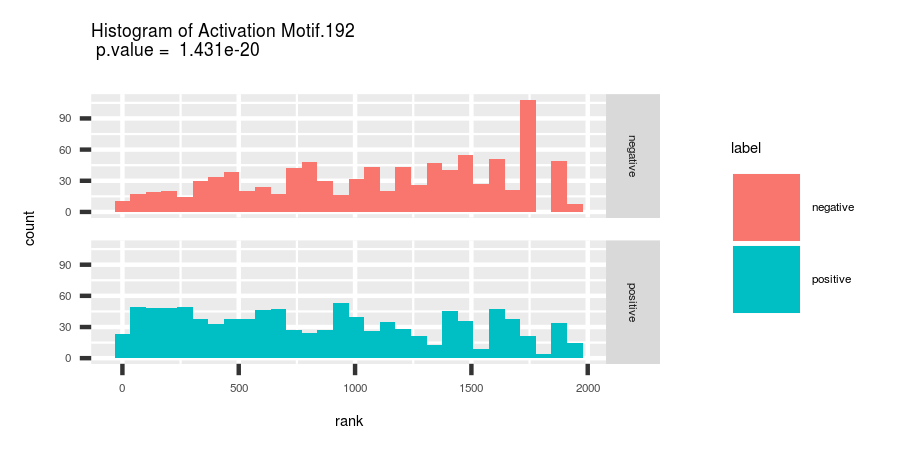 Histogram of Activation Motif.192
p.value = 1.431e-20
count
90
60
30
0
negative
90
60
30
0
positive
0 500 1000 1500 2000
rank
label
negative
positive